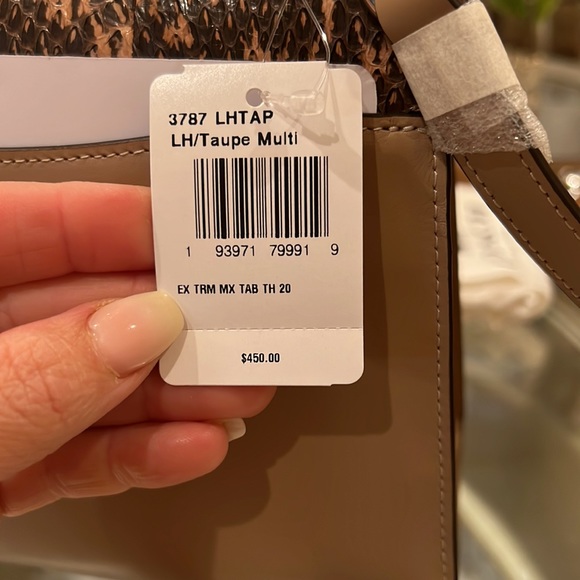 3787 LHTAP
LH/Taupe Multi
1 93971 79991 9
EX TRM MX TAB TH 20
$450.00